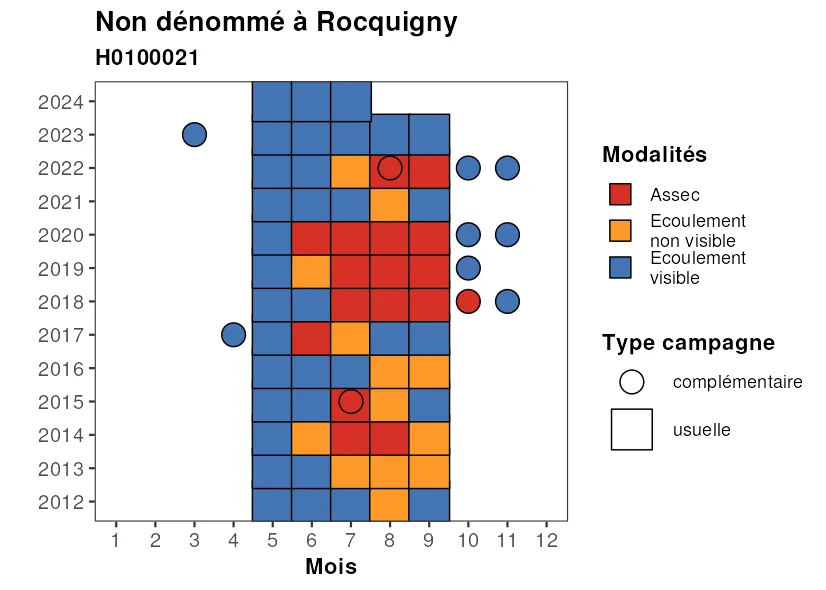 Non dénommé à Rocquigny
H0100021
2024
2023
2022
2021
2020
2019
2018
2017
2016
2015
2014
2013
2012
1 2 3 4 5 6 7 8 9 10 11 12
Mois
Modalités
Assec
Ecoulement
non visible
Ecoulement
visible
Type campagne
complémentaire
usuelle